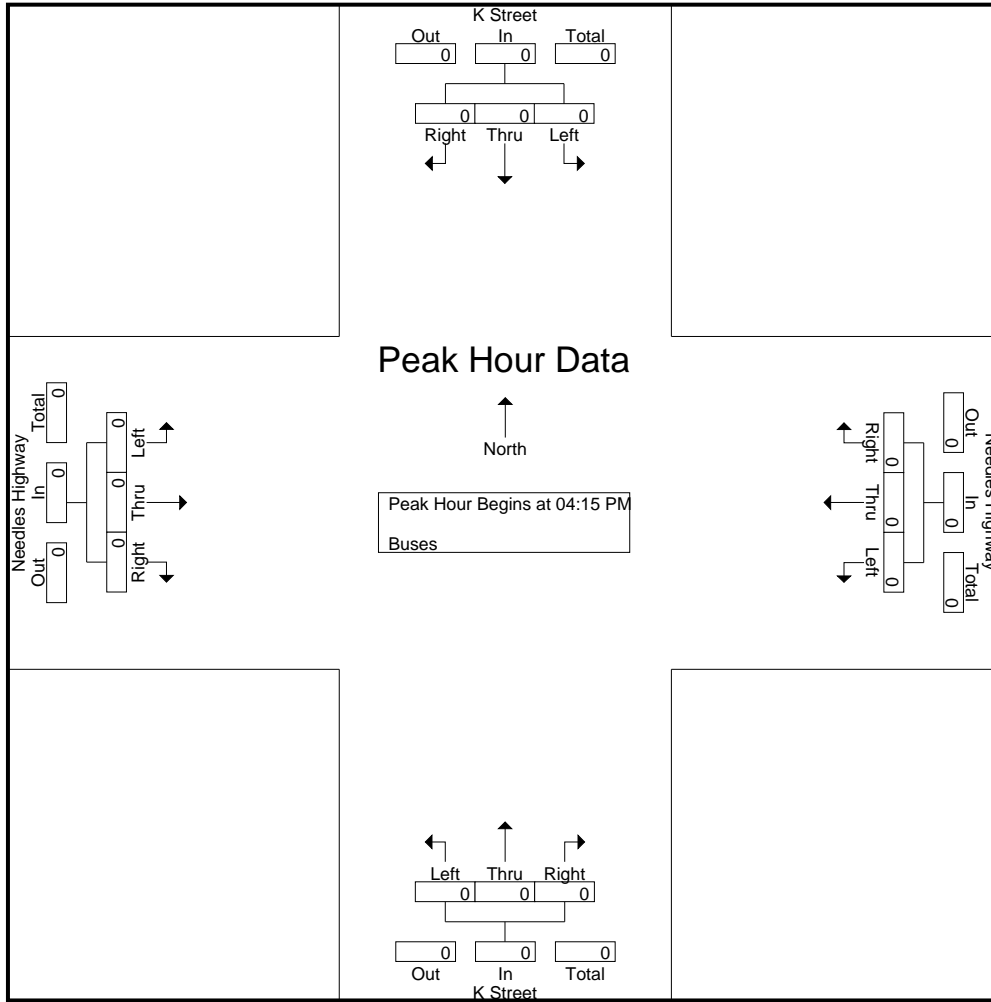 K Street
Out In Total
0 0 0
0 0 0
Right Thru Left
Peak Hour Data
North
Peak Hour Begins at 04:15 PM
Buses
Needles Highway
Total In Out
0 0 0
0 0 0
Left Thru Right
Needles Highway
Out In Total
0 0 0
0 0 0
Right Thru Left
Left Thru Right
0 0 0
0 0 0
Out In Total
K Street